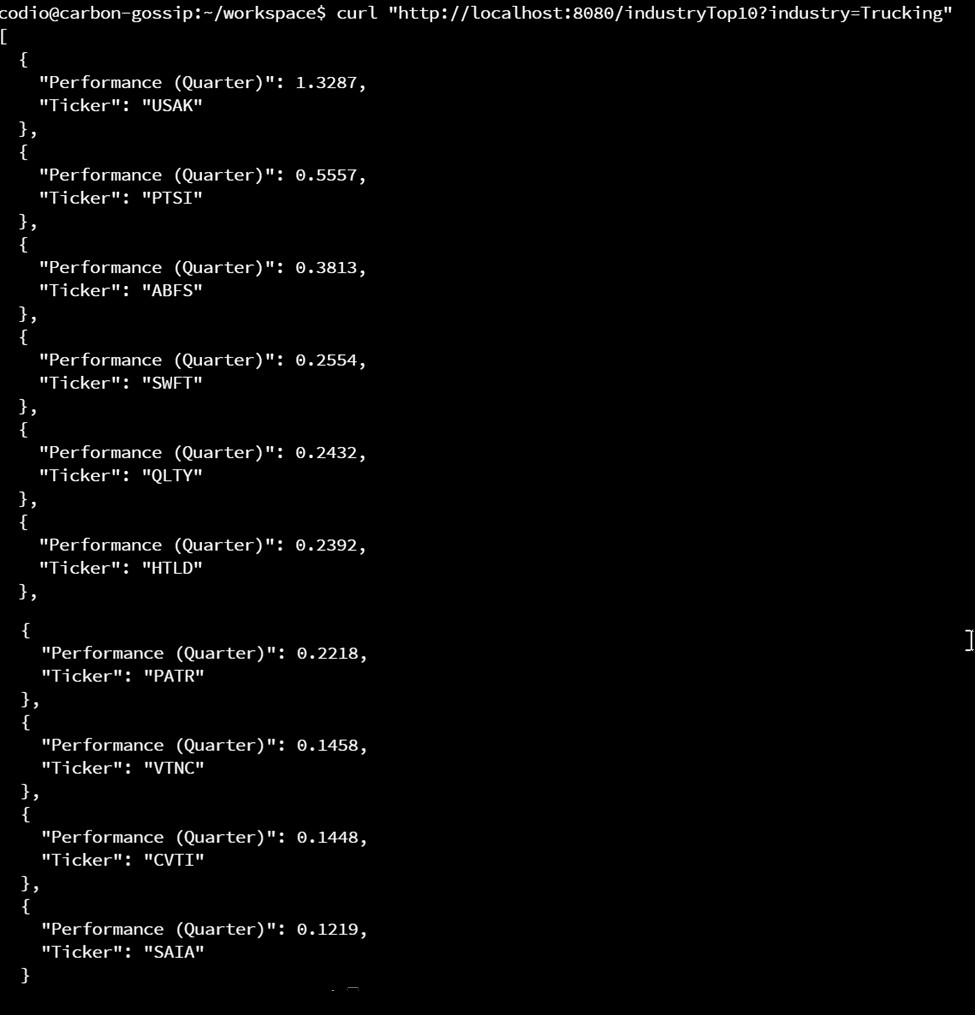 codio@carbon-gossip:~/workspace$ curl "http://localhost:8080/industryTop10?industry=Trucking"
[
  {
    "Performance (Quarter)": 1.3287,
    "Ticker": "USAK"
  },
  {
    "Performance (Quarter)": 0.5557,
    "Ticker": "PTSI"
  },
  {
    "Performance (Quarter)": 0.3813,
    "Ticker": "ABFS"
  },
  {
    "Performance (Quarter)": 0.2554,
    "Ticker": "SWFT"
  },
  {
    "Performance (Quarter)": 0.2432,
    "Ticker": "QLTY"
  },
  {
    "Performance (Quarter)": 0.2392,
    "Ticker": "HTLD"
  },
  {
    "Performance (Quarter)": 0.2218,
    "Ticker": "PATR"
  },
  {
    "Performance (Quarter)": 0.1458,
    "Ticker": "VTNC"
  },
  {
    "Performance (Quarter)": 0.1448,
    "Ticker": "CVTI"
  },
  {
    "Performance (Quarter)": 0.1219,
    "Ticker": "SAIA"
  }